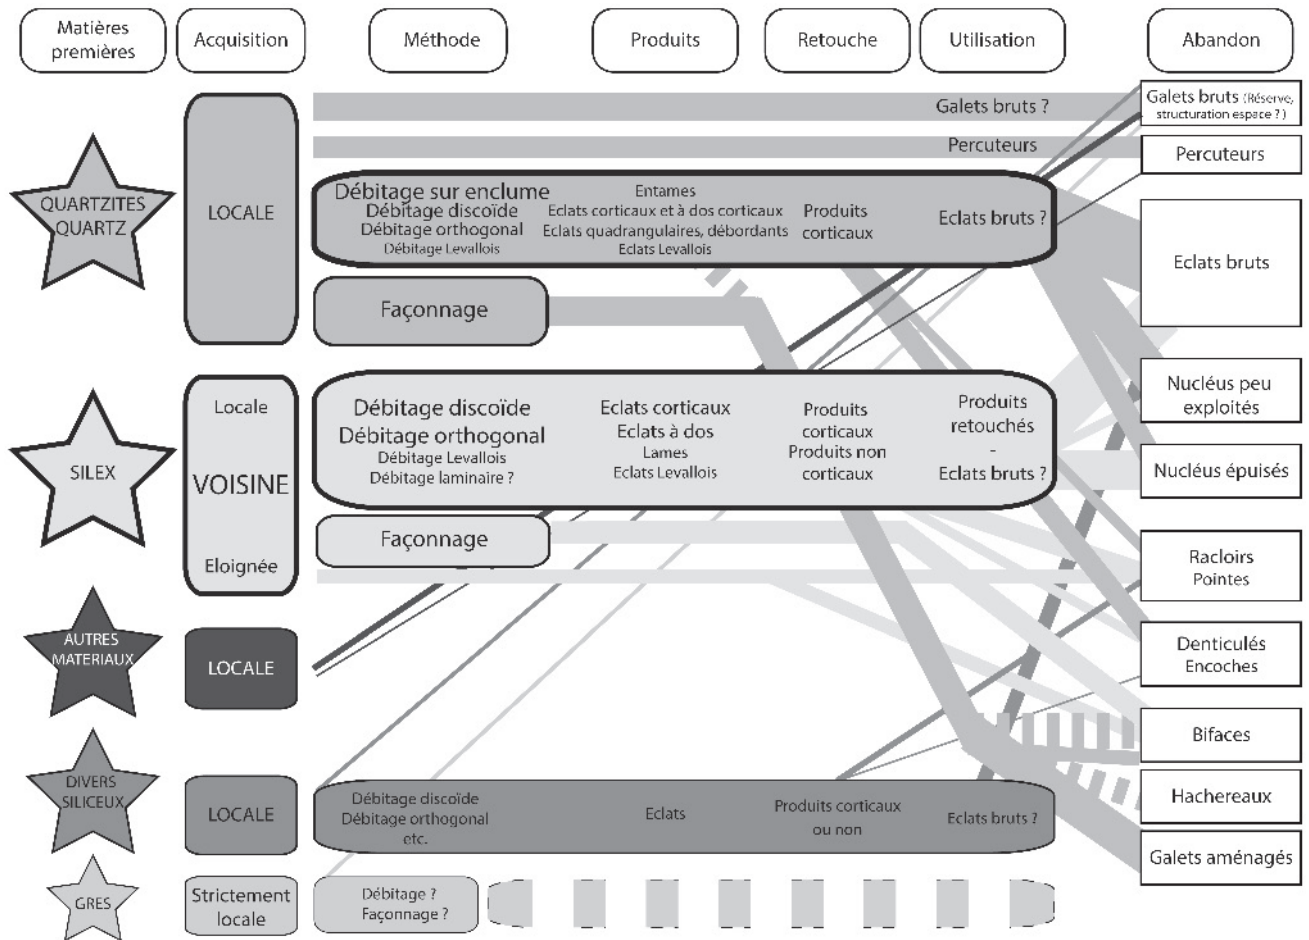 Matières
premières
Acquisition
Méthode
Produits
Retouche
Utilisation
Abandon
Galets bruts ?
Galets bruts (Réserve,
structuration espace ? )
Percuteurs
Percuteurs
QUARTZITES
QUARTZ
LOCALE
Débitage sur enclume
Débitage discoïde
Débitage orthogonal
Débitage Levallois
Entames
Eclats corticaux et à dos corticaux
Eclats quadrangulaires, débordants
Eclats Levallois
Produits
corticaux
Eclats bruts ?
Eclats bruts
Façonnage
Nucléus peu
exploités
SILEX
Locale
VOISINE
Eloignée
Débitage discoïde
Débitage orthogonal
Débitage Levallois
Débitage laminaire ?
Eclats corticaux
Eclats à dos
Lames
Eclats Levallois
Produits
corticaux
Produits non
corticaux
Produits
retouchés
-
Eclats bruts ?
Nucléus épuisés
Façonnage
Racloirs
Pointes
AUTRES
MATERIAUX
LOCALE
Denticulés
Encoches
Bifaces
DIVERS
SILICEUX
LOCALE
Débitage discoïde
Débitage orthogonal
etc.
Eclats
Produits corticaux
ou non
Eclats bruts ?
Hachereaux
Galets aménagés
GRES
Strictement
locale
Débitage ?
Façonnage ?